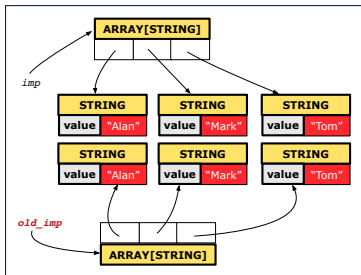 ARRAY[STRING]
imp
STRING STRING STRING
value "Alan" value "Mark" value "Tom"
STRING STRING STRING
value "Alan" value "Mark" value "Tom"
old_imp
ARRAY[STRING]